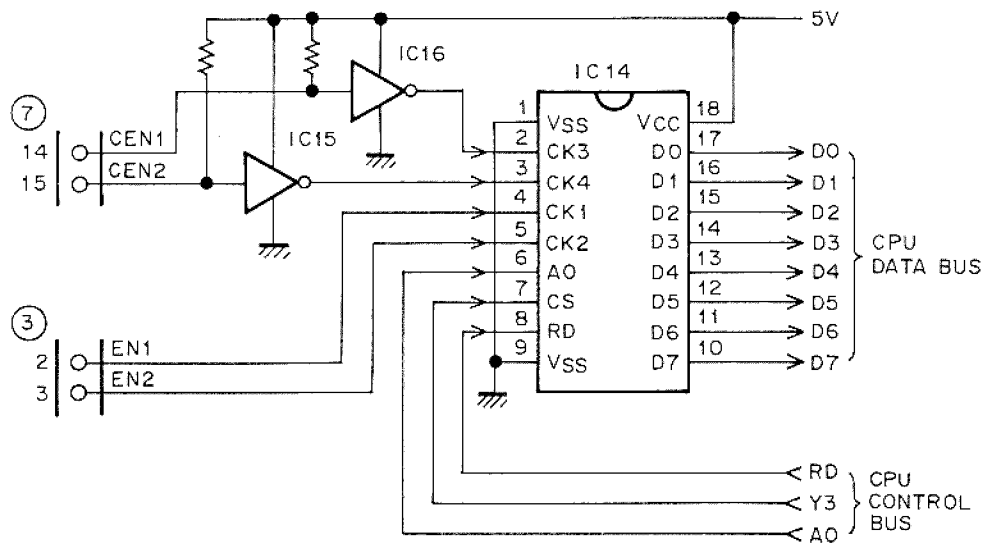 5V
IC16
IC14
7
CEN1
IC15
14
CEN2
15
1
VSS
VCC
18
2
CK3
D0
17
D0
3
CK4
D1
16
D1
4
CK1
D2
15
D2
5
CK2
D3
14
D3
CPU
DATA BUS
6
A0
D4
13
D4
7
CS
D5
12
D5
8
RD
D6
11
D6
9
VSS
D7
10
D7
3
EN1
2
EN2
3
RD
Y3
A0
CPU
CONTROL
BUS